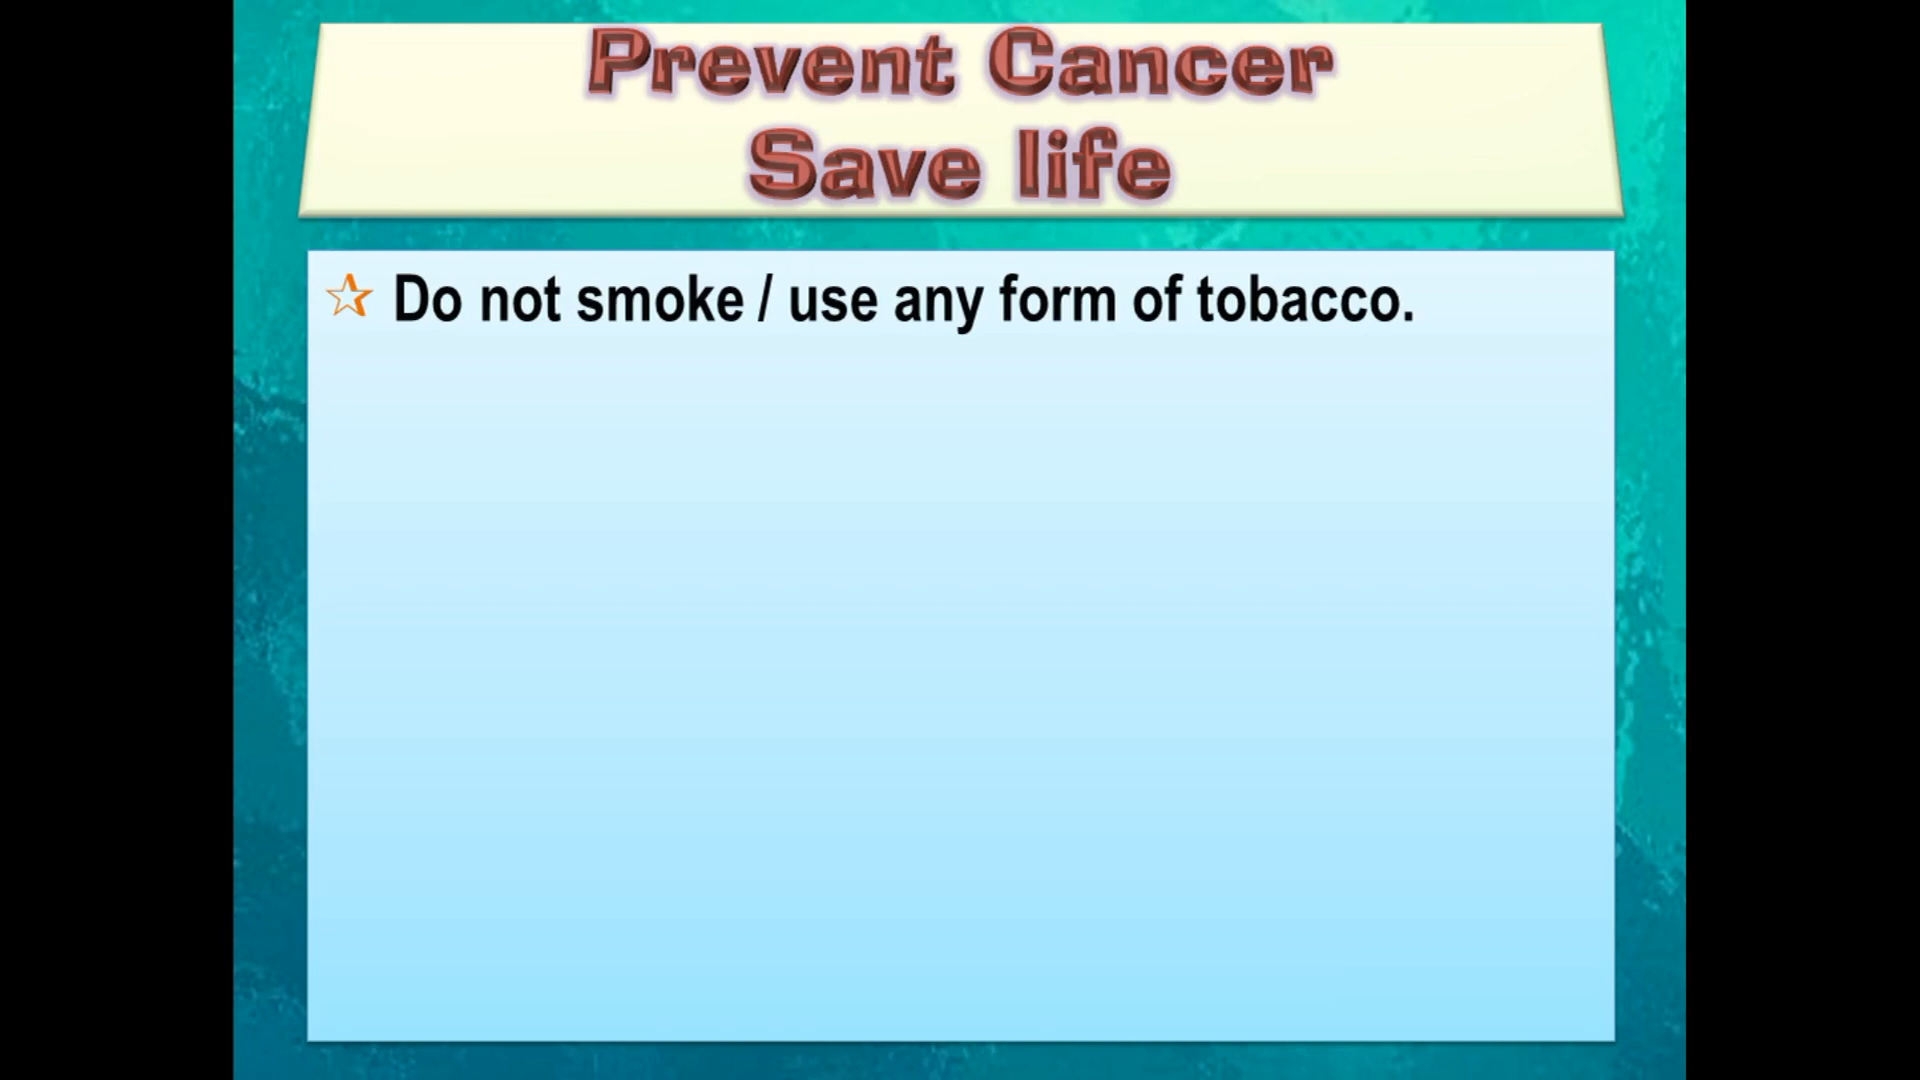 Prevent Cancer
Save life
☆ Do not smoke / use any form of tobacco.